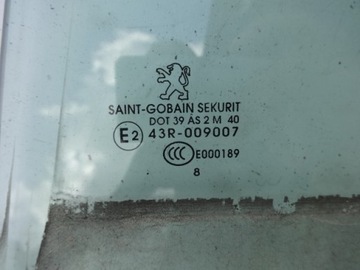 SAINT-GOBAIN SEKURIT
DOT 39 AS 2 M 40
E2 43R-009007
CCC E000189
8